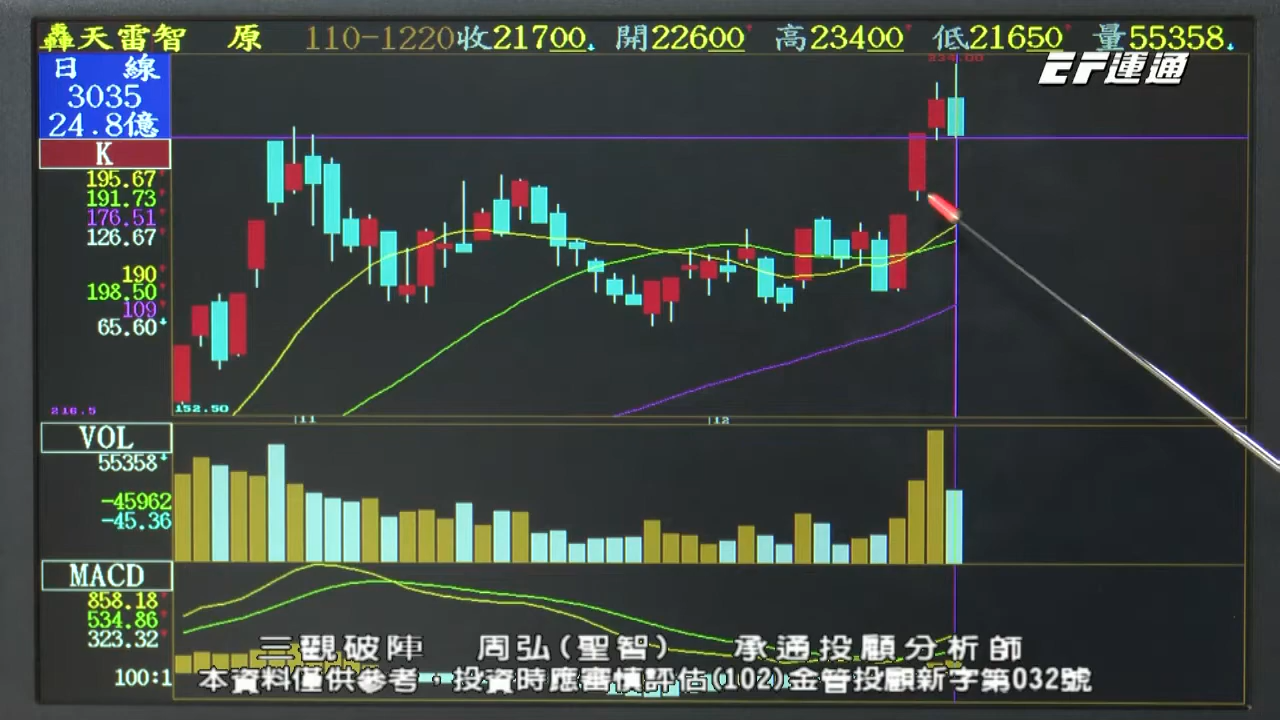 轟天雷智 原 110-1220收21700 開22600 高23400 低21650 量55358
EF運通
日 線
3035
24.8億
K
195.67
191.73
176.51
126.67
190
198.50
109
65.60
216.5
234.00
152.50
11
12
VOL
55358
-45962
-45.36
MACD
858.18
534.86
323.32
100:1
三觀破陣 周弘(聖智) 承通投顧分析師
本資料僅供參考，投資時應審慎評估(102)金管投顧新字第032號